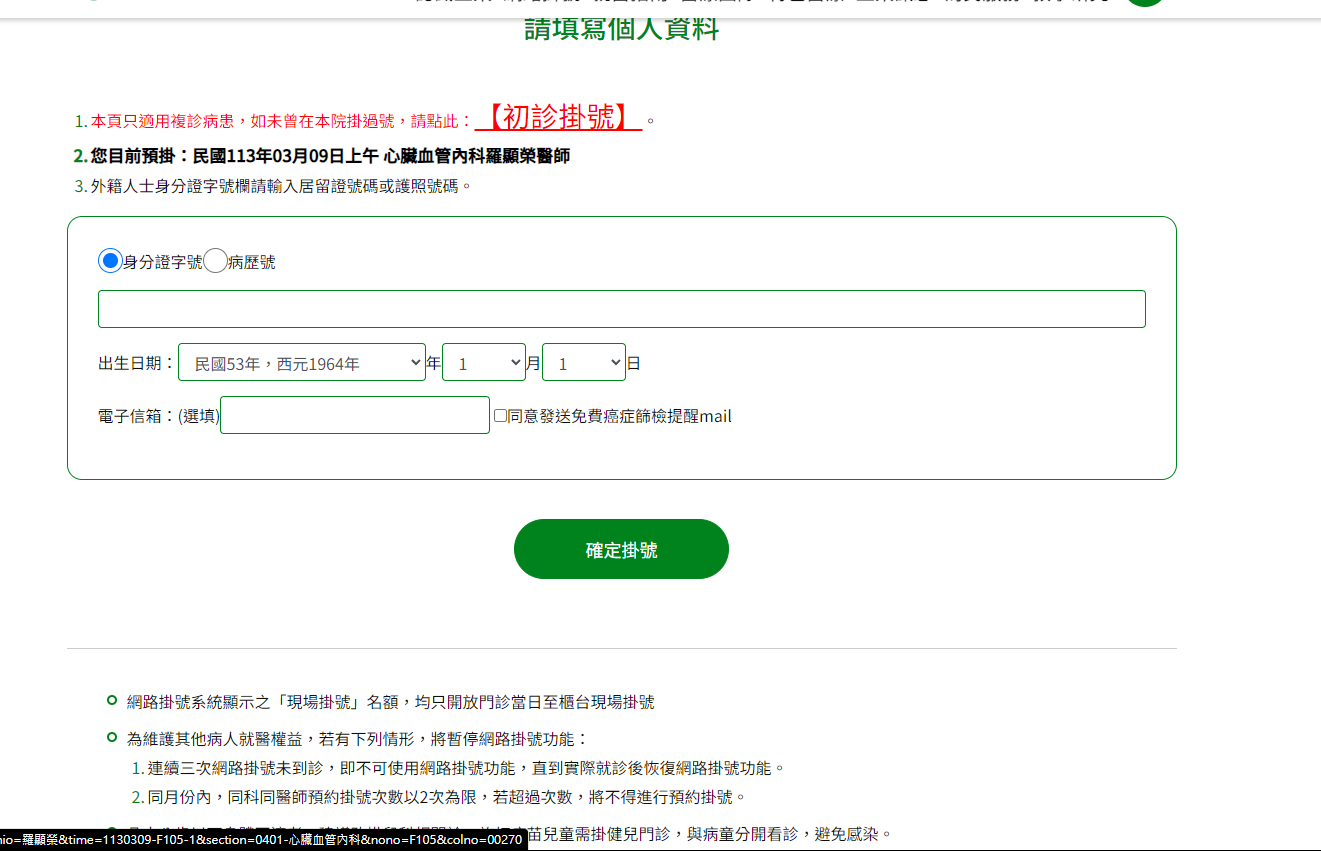 請填寫個人資料
1. 本頁只適用複診病患，如未曾在本院掛過號，請點此：【初診掛號】。
2. 您目前預掛：民國113年03月09日上午 心臟血管內科羅顯榮醫師
3. 外籍人士身分證字號欄請輸入居留證號碼或護照號碼。
身分證字號 病歷號
出生日期： 民國53年，西元1964年 年 1 月 1 日
電子信箱：(選填) 同意發送免費癌症篩檢提醒mail
確定掛號
網路掛號系統顯示之「現場掛號」名額，均只開放門診當日至櫃台現場掛號
為維護其他病人就醫權益，若有下列情形，將暫停網路掛號功能：
1. 連續三次網路掛號未到診，即不可使用網路掛號功能，直到實際就診後恢復網路掛號功能。
2. 同月份內，同科同醫師預約掛號次數以2次為限，若超過次數，將不得進行預約掛號。
苗兒童需掛健兒門診，與病童分開看診，避免感染。
nio=羅顯榮&time=1130309-F105-1&section=0401-心臟血管內科&nono=F105&colno=00270